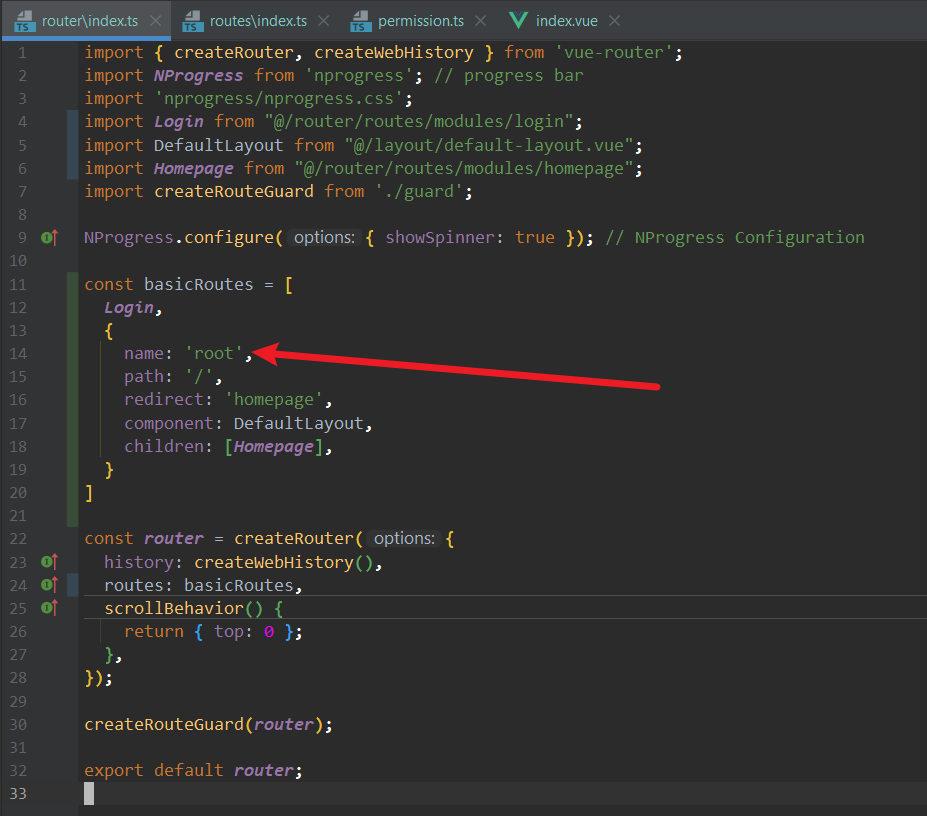 router\index.ts
routes\index.ts
permission.ts
index.vue
1 import { createRouter, createWebHistory } from 'vue-router';
2 import NProgress from 'nprogress'; // progress bar
3 import 'nprogress/nprogress.css';
4 import Login from "@/router/routes/modules/login";
5 import DefaultLayout from "@/layout/default-layout.vue";
6 import Homepage from "@/router/routes/modules/homepage";
7 import createRouteGuard from './guard';
8
9 NProgress.configure( options: { showSpinner: true }); // NProgress Configuration
10
11 const basicRoutes = [
12   Login,
13   {
14     name: 'root',
15     path: '/',
16     redirect: 'homepage',
17     component: DefaultLayout,
18     children: [Homepage],
19   }
20 ]
21
22 const router = createRouter( options: {
23   history: createWebHistory(),
24   routes: basicRoutes,
25   scrollBehavior() {
26     return { top: 0 };
27   },
28 });
29
30 createRouteGuard(router);
31
32 export default router;
33